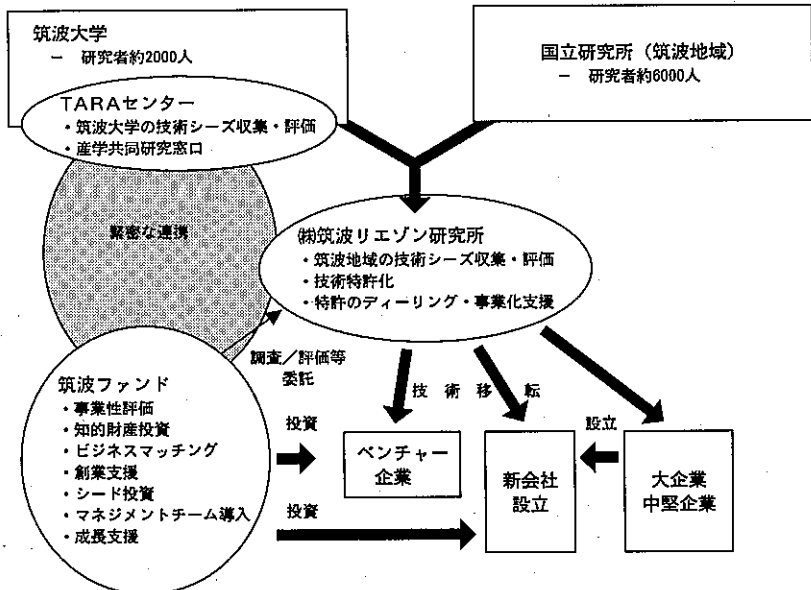 筑波大学
－ 研究者約2000人
国立研究所（筑波地域）
－ 研究者約6000人
TARAセンター
・筑波大学の技術シーズ収集・評価
・産学共同研究窓口
緊密な連携
㈱筑波リエゾン研究所
・筑波地域の技術シーズ収集・評価
・技術特許化
・特許のディーリング・事業化支援
調査／評価等
委託
筑波ファンド
・事業性評価
・知的財産投資
・ビジネスマッチング
・創業支援
・シード投資
・マネジメントチーム導入
・成長支援
技術移転
投資
ベンチャー
企業
新会社
設立
設立
大企業
中堅企業
投資